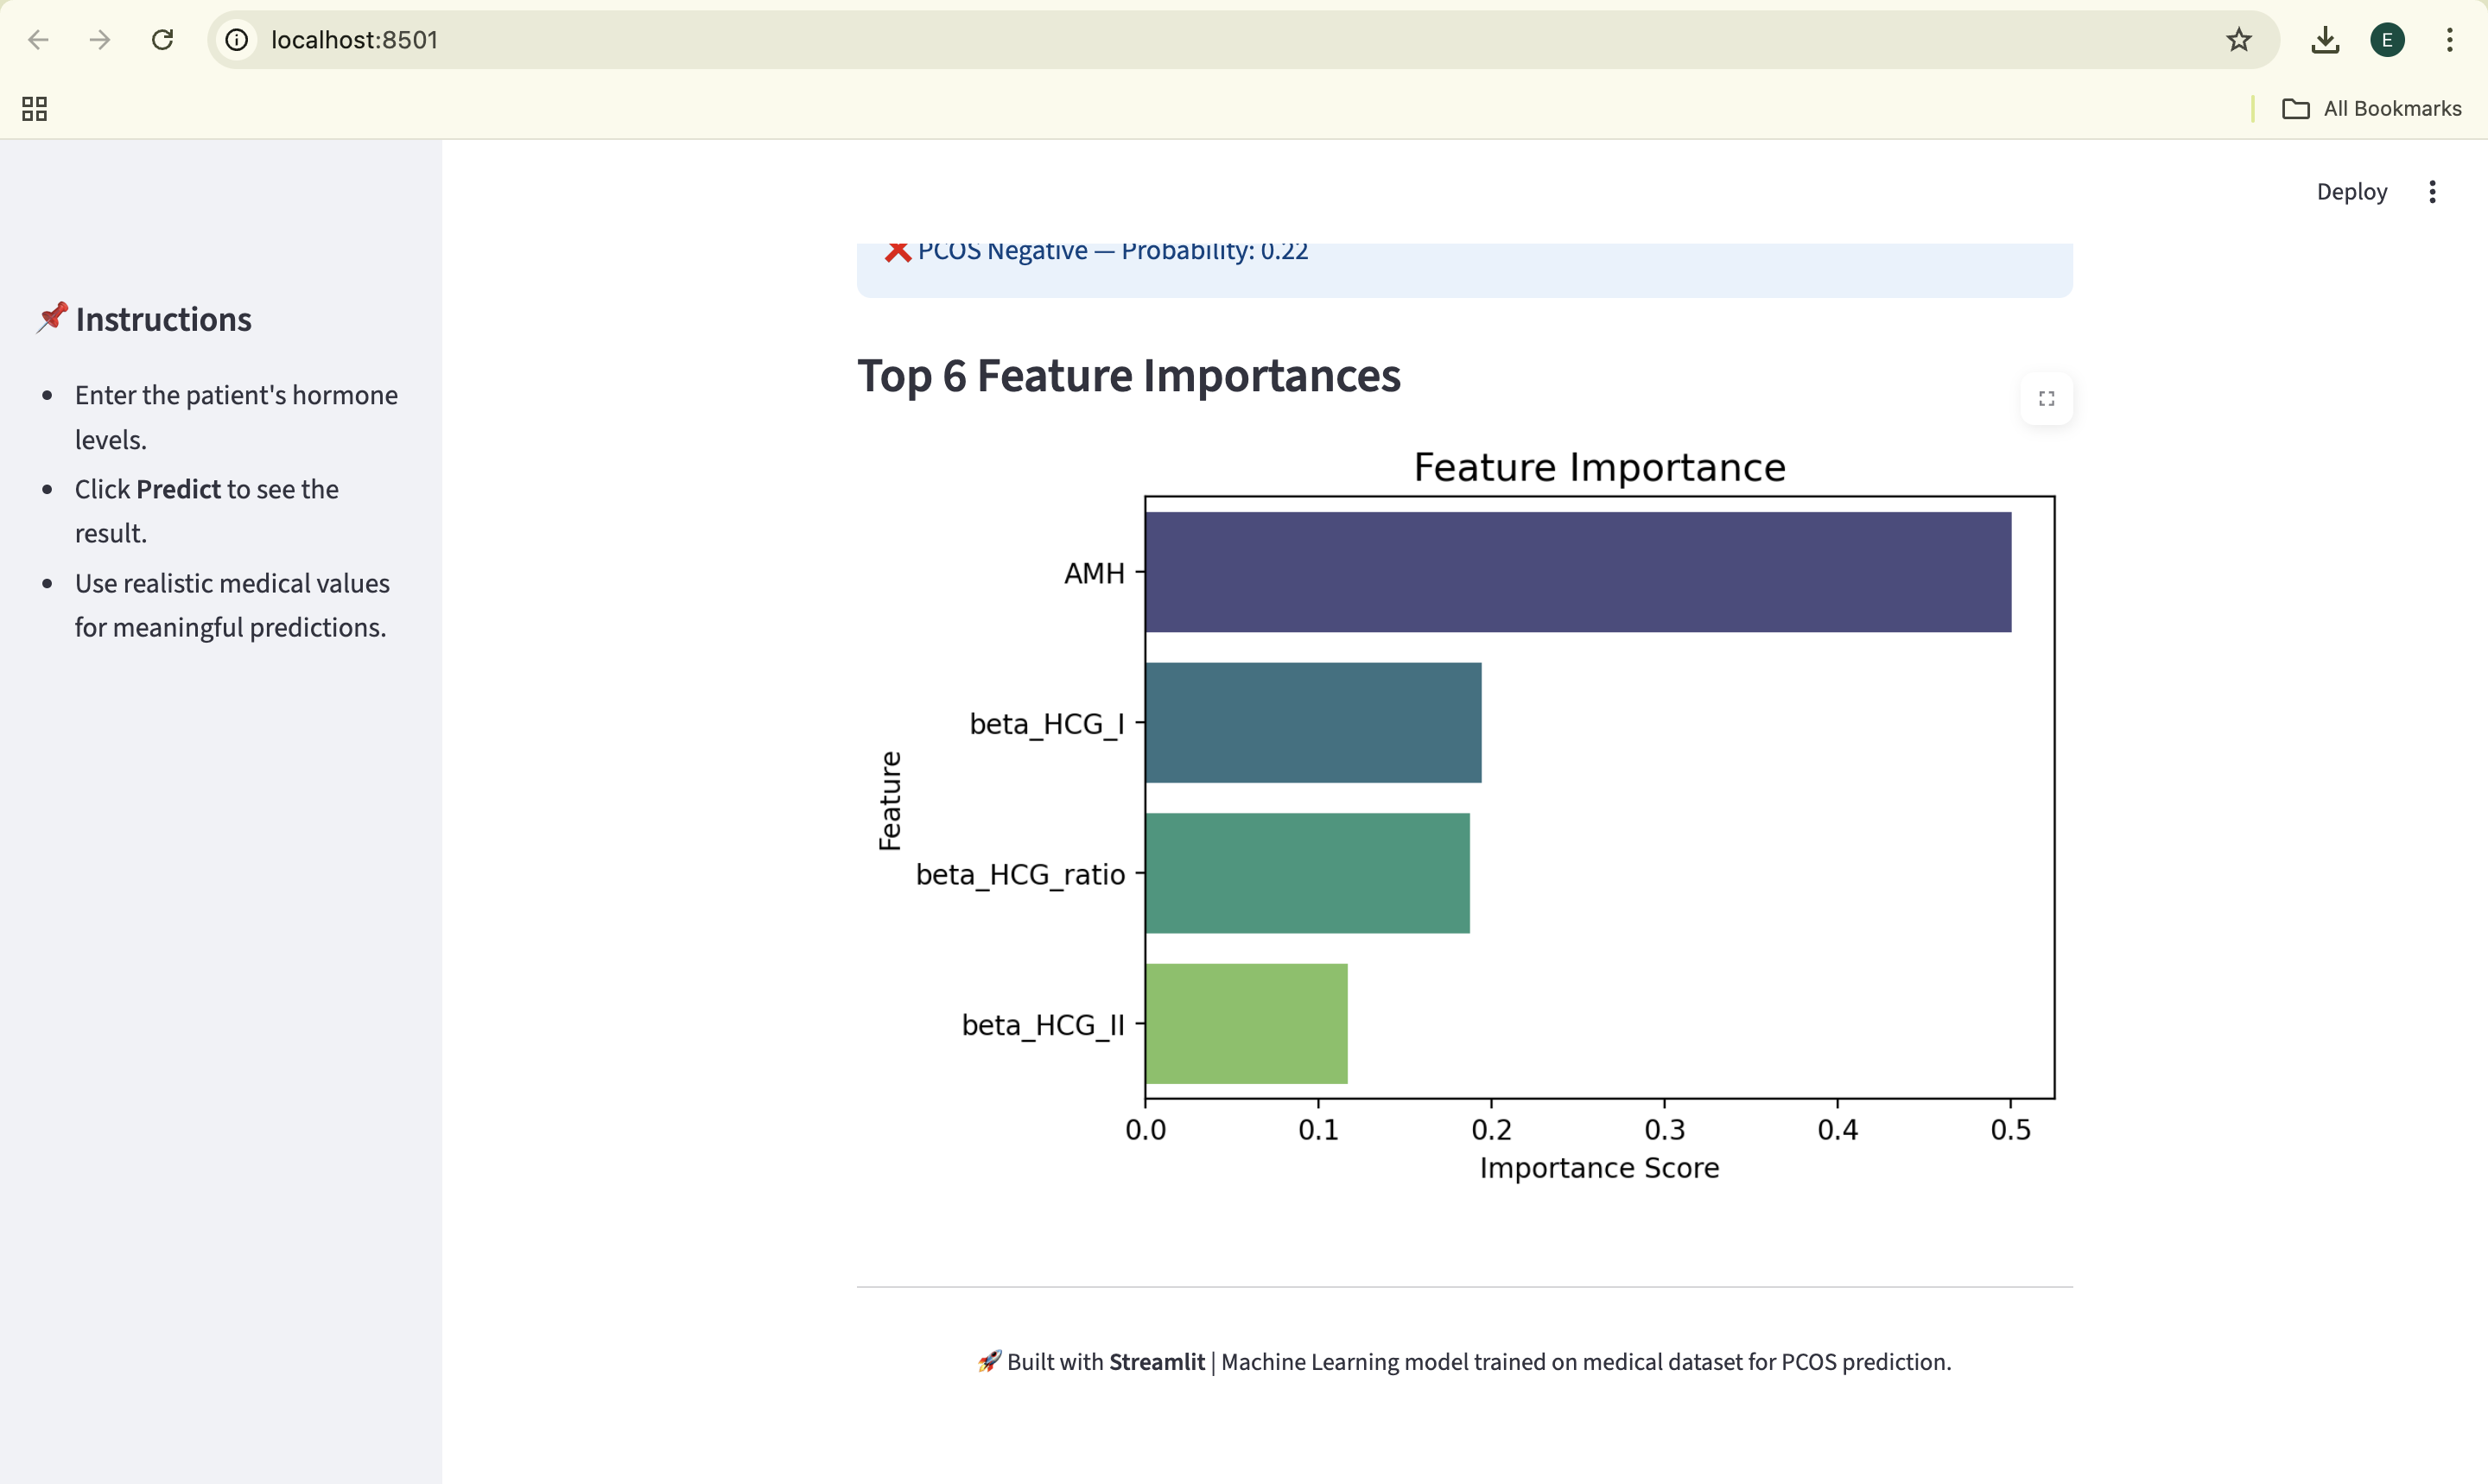 localhost:8501
E
All Bookmarks
Deploy
📌 Instructions
• Enter the patient's hormone
levels.
• Click Predict to see the
result.
• Use realistic medical values
for meaningful predictions.
❌ PCOS Negative — Probability: 0.22
Top 6 Feature Importances
Feature Importance
Feature
AMH
beta_HCG_I
beta_HCG_ratio
beta_HCG_II
0.0 0.1 0.2 0.3 0.4 0.5
Importance Score
🚀 Built with Streamlit | Machine Learning model trained on medical dataset for PCOS prediction.